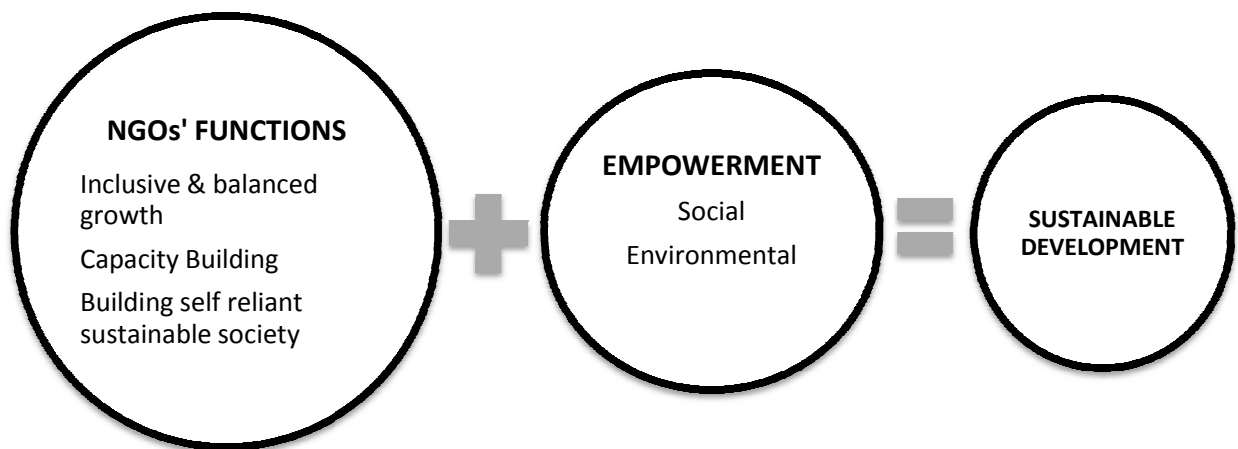 NGOs' FUNCTIONS
Inclusive & balanced
growth
Capacity Building
Building self reliant
sustainable society
EMPOWERMENT
Social
Environmental
SUSTAINABLE
DEVELOPMENT